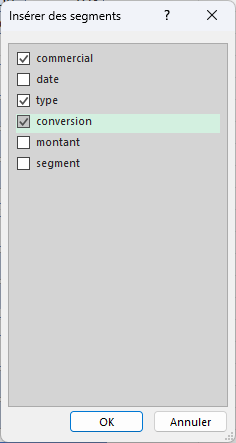 Insérer des segments ?
commercial
date
type
conversion
montant
segment
OK Annuler